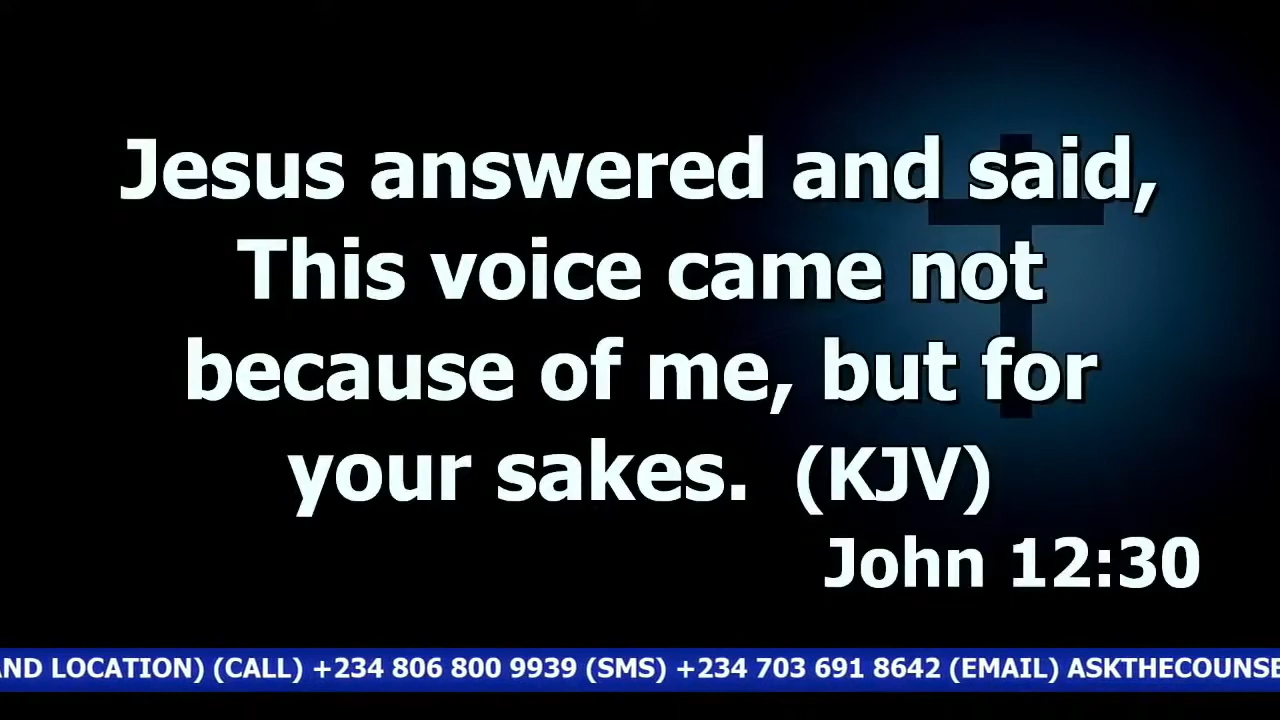 Jesus answered and said,
This voice came not
because of me, but for
your sakes. (KJV)
John 12:30
AND LOCATION) (CALL) +234 806 800 9939 (SMS) +234 703 691 8642 (EMAIL) ASKTHECOUNSE